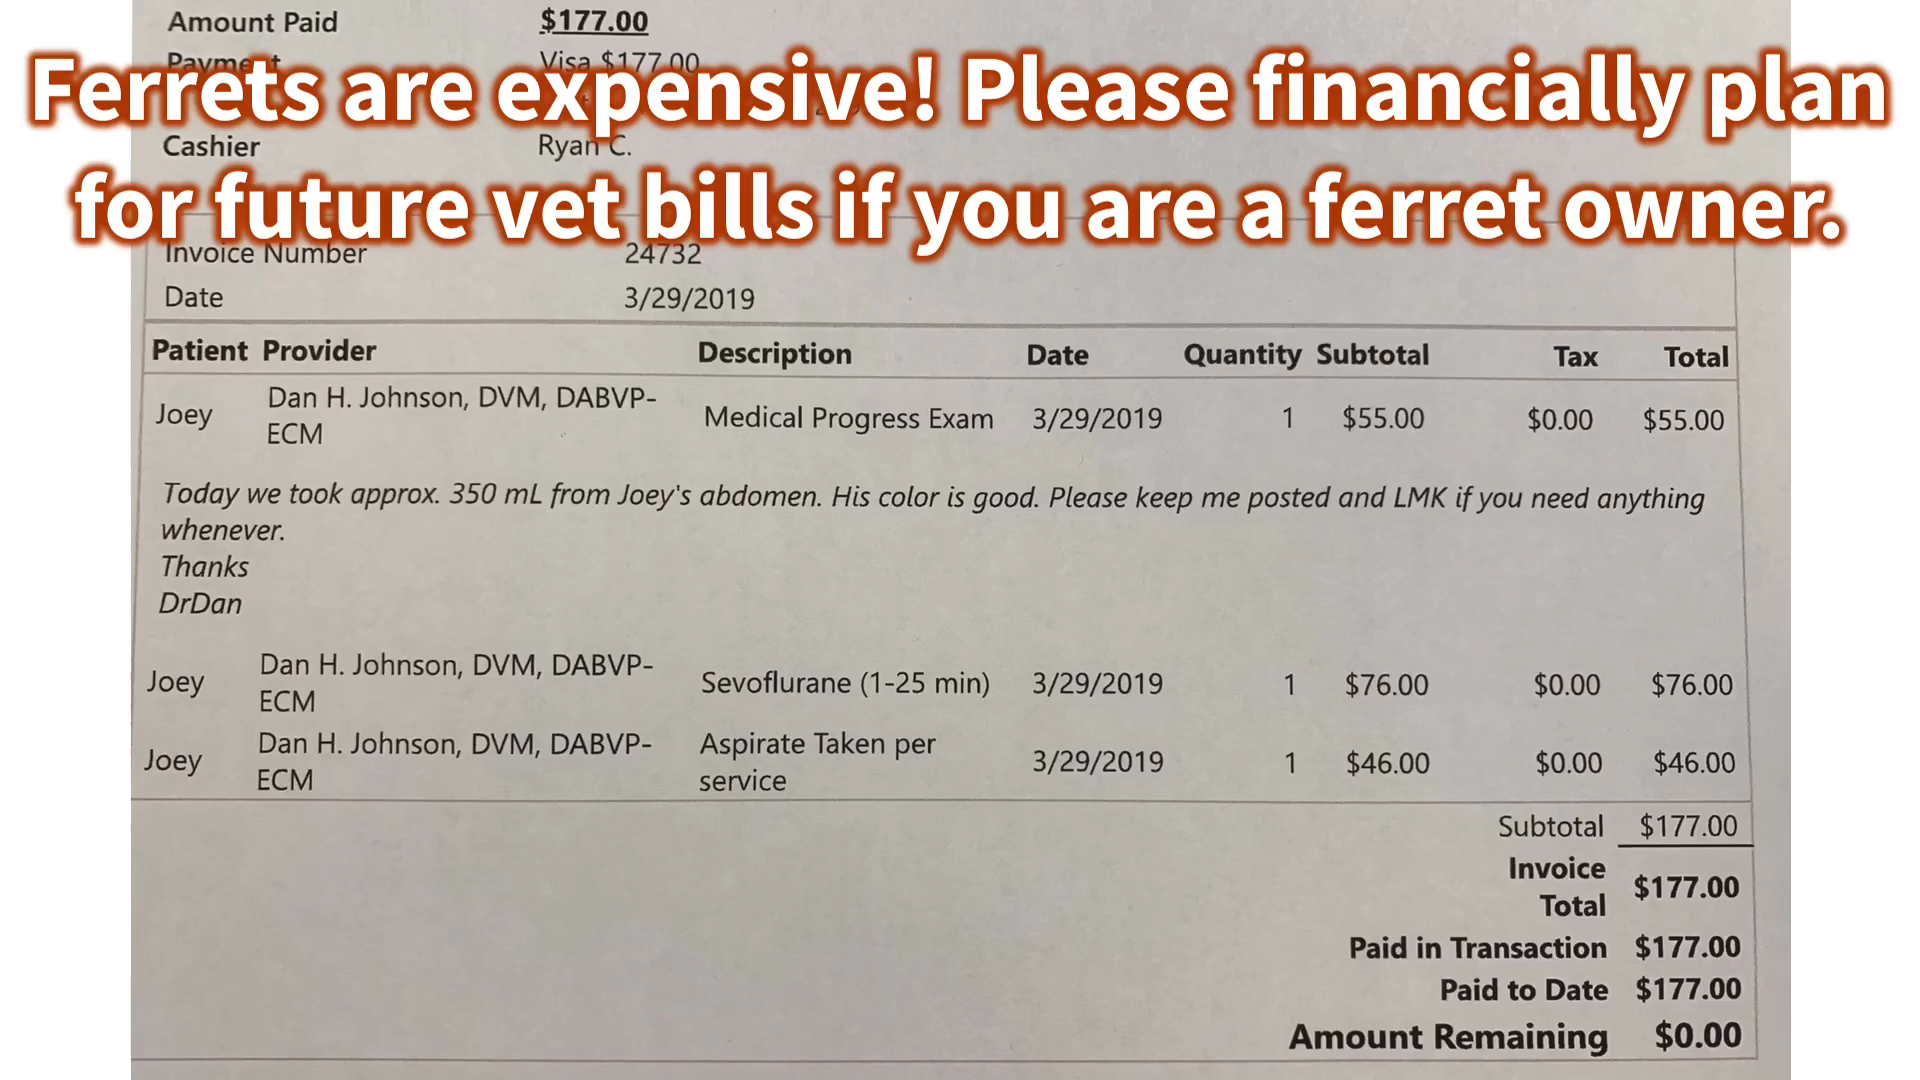 Amount Paid $177.00
Payment Visa $177.00
Ferrets are expensive! Please financially plan
Cashier Ryan C.
for future vet bills if you are a ferret owner.
Invoice Number 24732
Date 3/29/2019
Patient Provider Description Date Quantity Subtotal Tax Total
Joey Dan H. Johnson, DVM, DABVP-ECM Medical Progress Exam 3/29/2019 1 $55.00 $0.00 $55.00
Today we took approx. 350 mL from Joey's abdomen. His color is good. Please keep me posted and LMK if you need anything
whenever.
Thanks
DrDan
Joey Dan H. Johnson, DVM, DABVP-ECM Sevoflurane (1-25 min) 3/29/2019 1 $76.00 $0.00 $76.00
Joey Dan H. Johnson, DVM, DABVP-ECM Aspirate Taken per service 3/29/2019 1 $46.00 $0.00 $46.00
Subtotal $177.00
Invoice Total $177.00
Paid in Transaction $177.00
Paid to Date $177.00
Amount Remaining $0.00